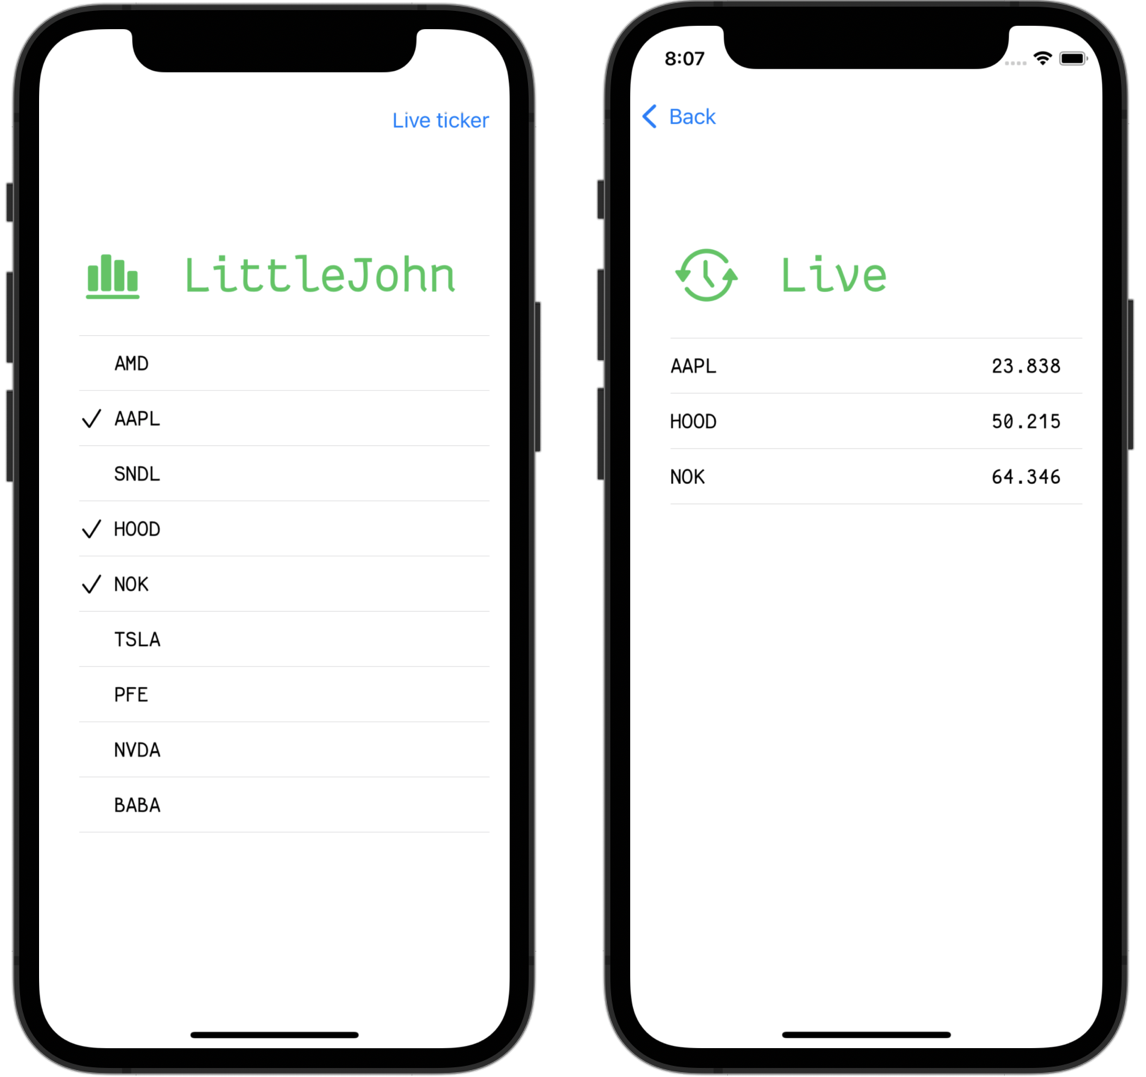 Live ticker
LittleJohn
AMD
AAPL
SNDL
HOOD
NOK
TSLA
PFE
NVDA
BABA
8:07
Back
Live
AAPL 23.838
HOOD 50.215
NOK 64.346